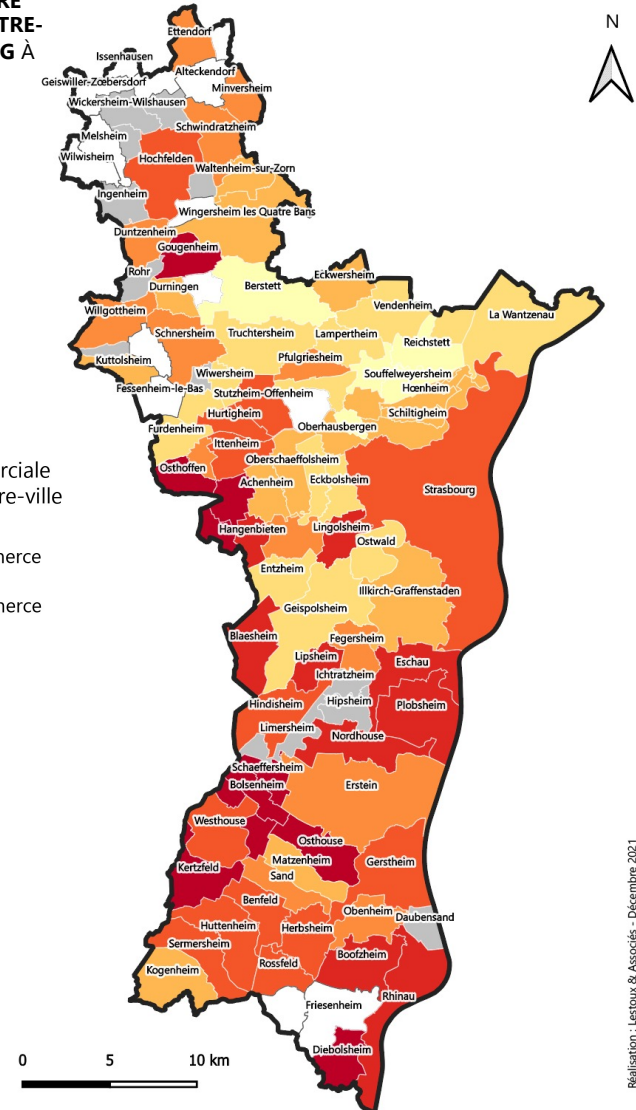 RE
TRE-
G À
N
Ettendorf
Issenhausen
Alteckendorf
Geiswiller-Zœbersdorf
Minversheim
Wickersheim-Wilshausen
Schwindratzheim
Melsheim
Wilwisheim
Hochfelden
Waltenheim-sur-Zorn
Ingenheim
Wingersheim les Quatre Bans
Duntzenheim
Gougenheim
Rohr
Eckwersheim
Durningen
Berstett
Vendenheim
La Wantzenau
Willgottheim
Schnersheim
Truchtersheim
Lampertheim
Reichstett
Kuttolsheim
Pfulgriesheim
Wiwersheim
Souffelweyersheim
Fessenheim-le-Bas
Stutzheim-Offenheim
Hœnheim
Hurtigheim
Schiltigheim
Furdenheim
Oberhausbergen
Ittenheim
Osthoffen
Oberschaeffolsheim
rciale
Achenheim
Eckbolsheim
Strasbourg
re-ville
Hangenbieten
Lingolsheim
Ostwald
merce
Entzheim
Illkirch-Graffenstaden
merce
Geispolsheim
Blaesheim
Fegersheim
Lipsheim
Eschau
Ichtratzheim
Hipsheim
Plobsheim
Hindisheim
Limersheim
Nordhouse
Schaeffersheim
Bolsenheim
Erstein
Westhouse
Osthouse
Matzenheim
Gerstheim
Kertzfeld
Sand
Benfeld
Obenheim
Daubensand
Huttenheim
Herbsheim
Sermersheim
Boofzheim
Rossfeld
Kogenheim
Rhinau
Friesenheim
Diebolsheim
0 5 10 km
Réalisation : Lestoux & Associés - Décembre 2021